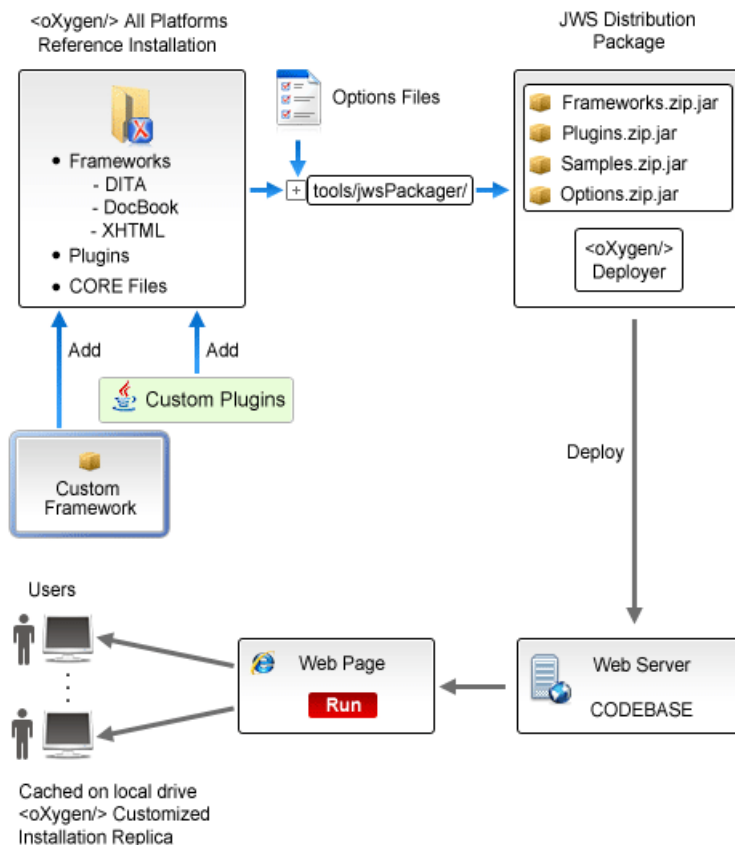 <oXygen/> All Platforms
Reference Installation
• Frameworks
- DITA
- DocBook
- XHTML
• Plugins
• CORE Files
Options Files
+ tools/jwsPackager/
JWS Distribution
Package
Frameworks.zip.jar
Plugins.zip.jar
Samples.zip.jar
Options.zip.jar
<oXygen/>
Deployer
Add
Add
Custom Plugins
Custom
Framework
Deploy
Users
Web Page
Run
Web Server
CODEBASE
Cached on local drive
<oXygen/> Customized
Installation Replica